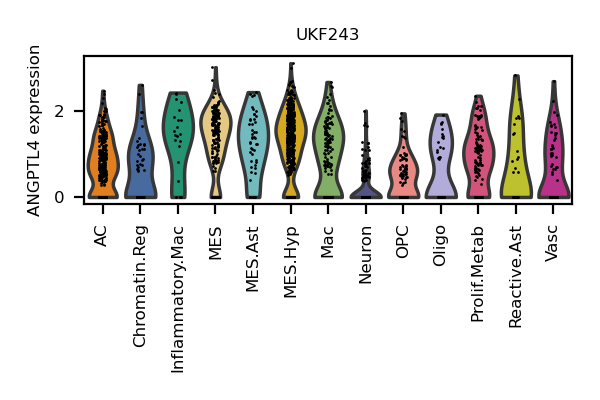 UKF243
ANGPTL4 expression
2
0
AC
Chromatin.Reg
Inflammatory.Mac
MES
MES.Ast
MES.Hyp
Mac
Neuron
OPC
Oligo
Prolif.Metab
Reactive.Ast
Vasc